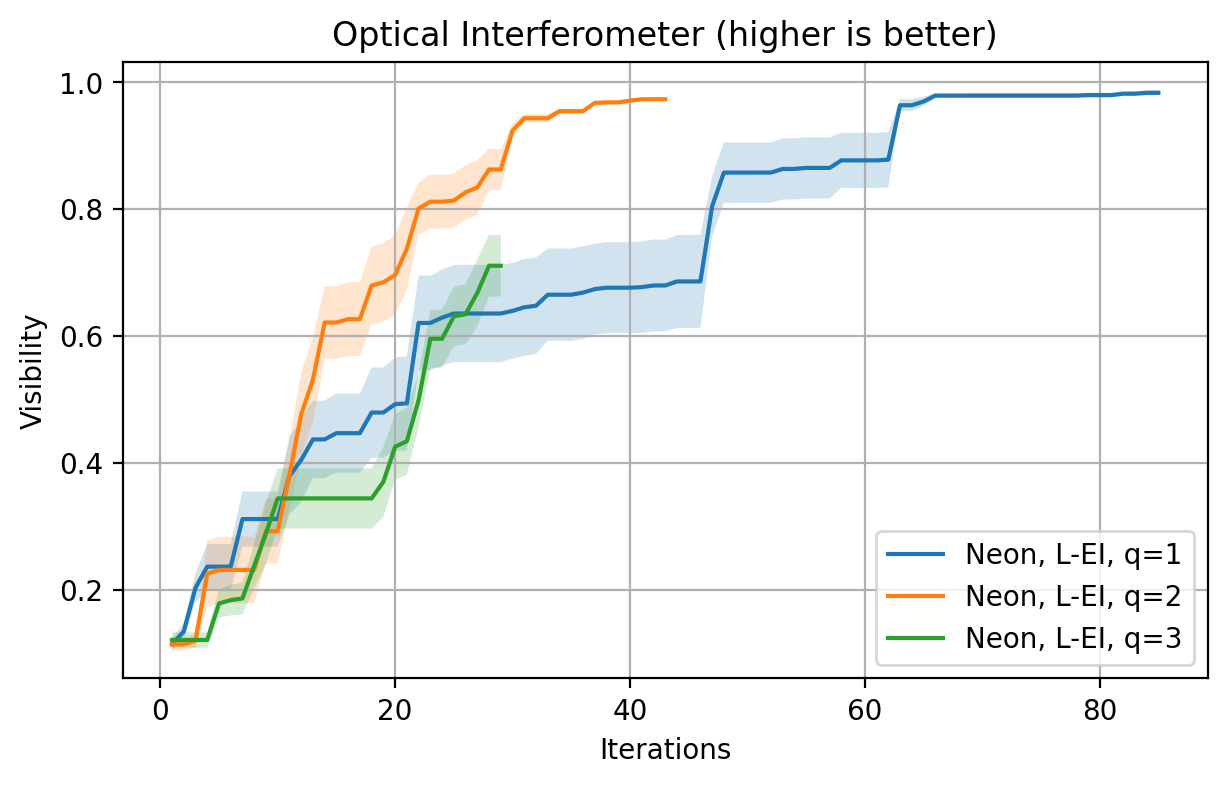 Optical Interferometer (higher is better)
1.0
0.8
0.6
0.4
0.2
Visibility
0 20 40 60 80
Iterations
Neon, L-EI, q=1
Neon, L-EI, q=2
Neon, L-EI, q=3